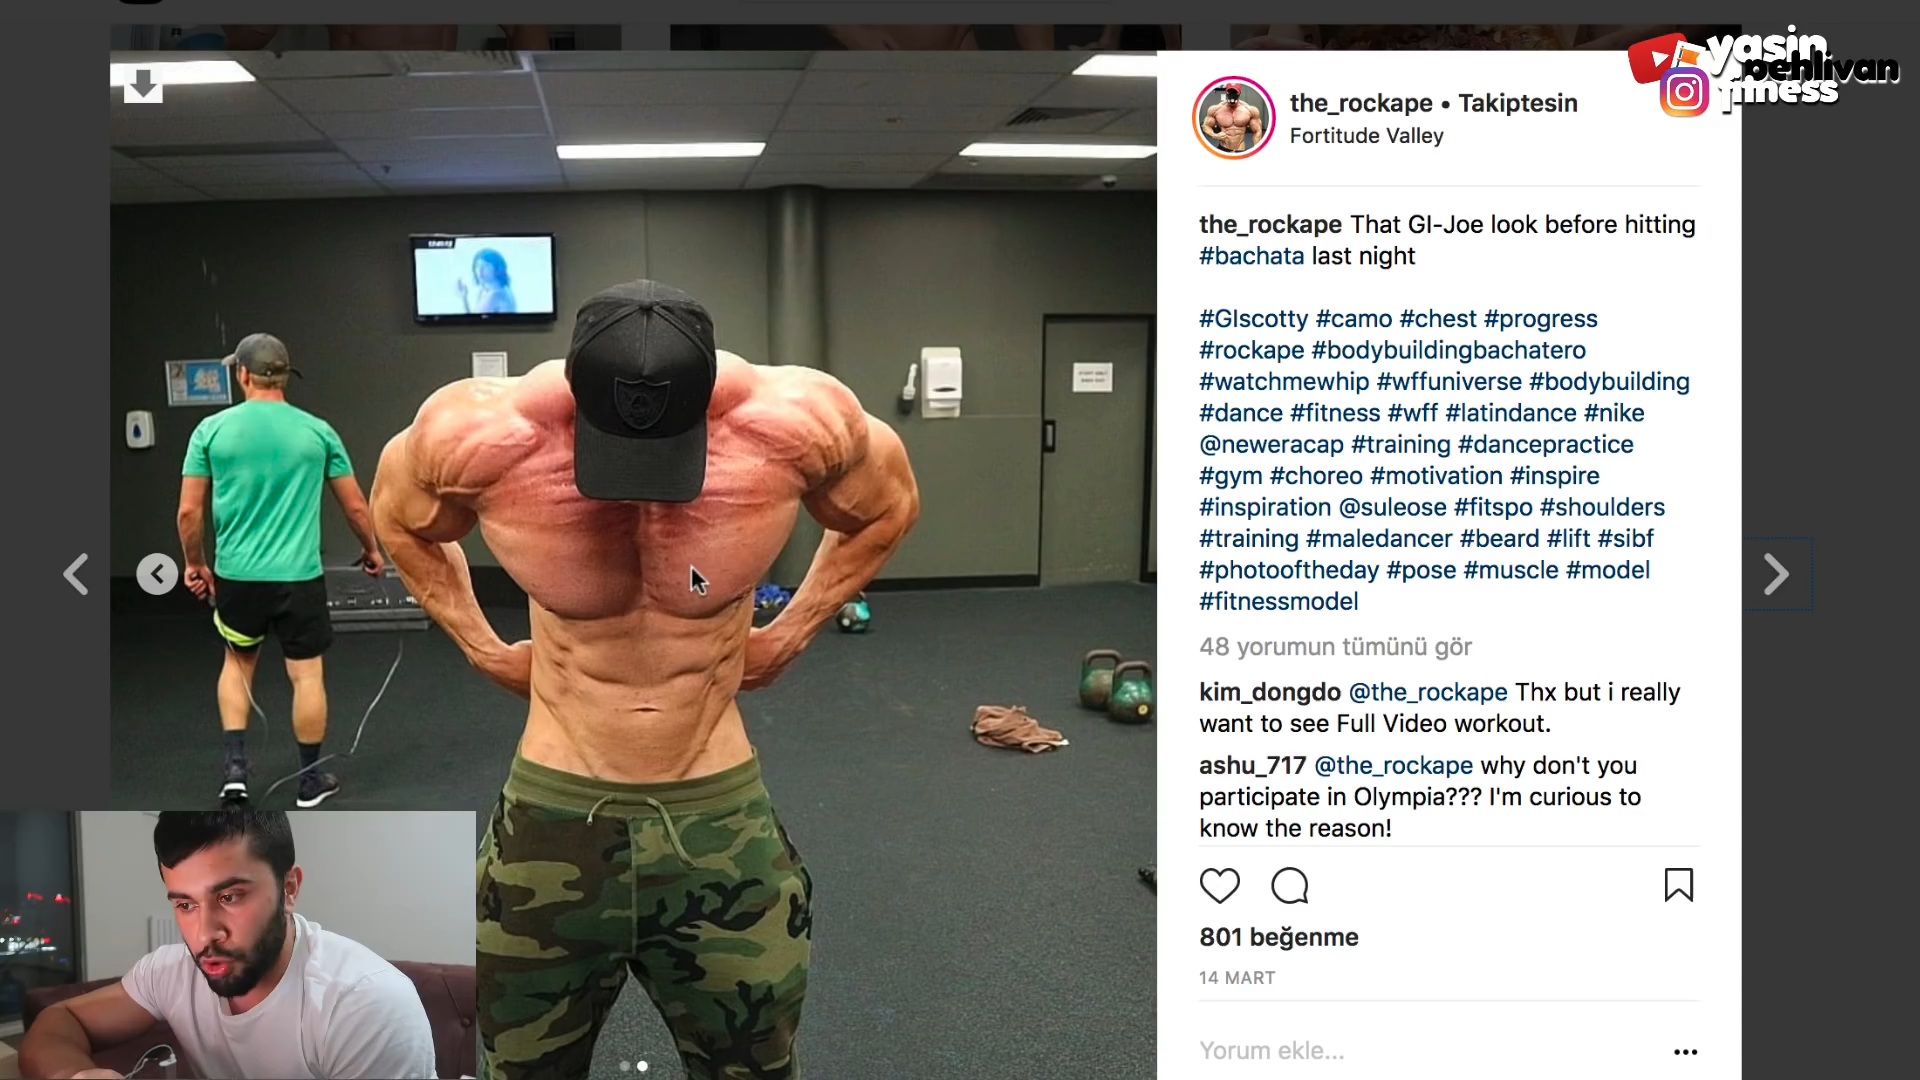 yasin
pehlivan
fitness
the_rockape • Takiptesin
Fortitude Valley
the_rockape That GI-Joe look before hitting
#bachata last night
#GIscotty #camo #chest #progress
#rockape #bodybuildingbachatero
#watchmewhip #wffuniverse #bodybuilding
#dance #fitness #wff #latindance #nike
@neweracap #training #dancepractice
#gym #choreo #motivation #inspire
#inspiration @suleose #fitspo #shoulders
#training #maledancer #beard #lift #sibf
#photooftheday #pose #muscle #model
#fitnessmodel
48 yorumun tümünü gör
kim_dongdo @the_rockape Thx but i really
want to see Full Video workout.
ashu_717 @the_rockape why don't you
participate in Olympia??? I'm curious to
know the reason!
801 beğenme
14 MART
Yorum ekle...